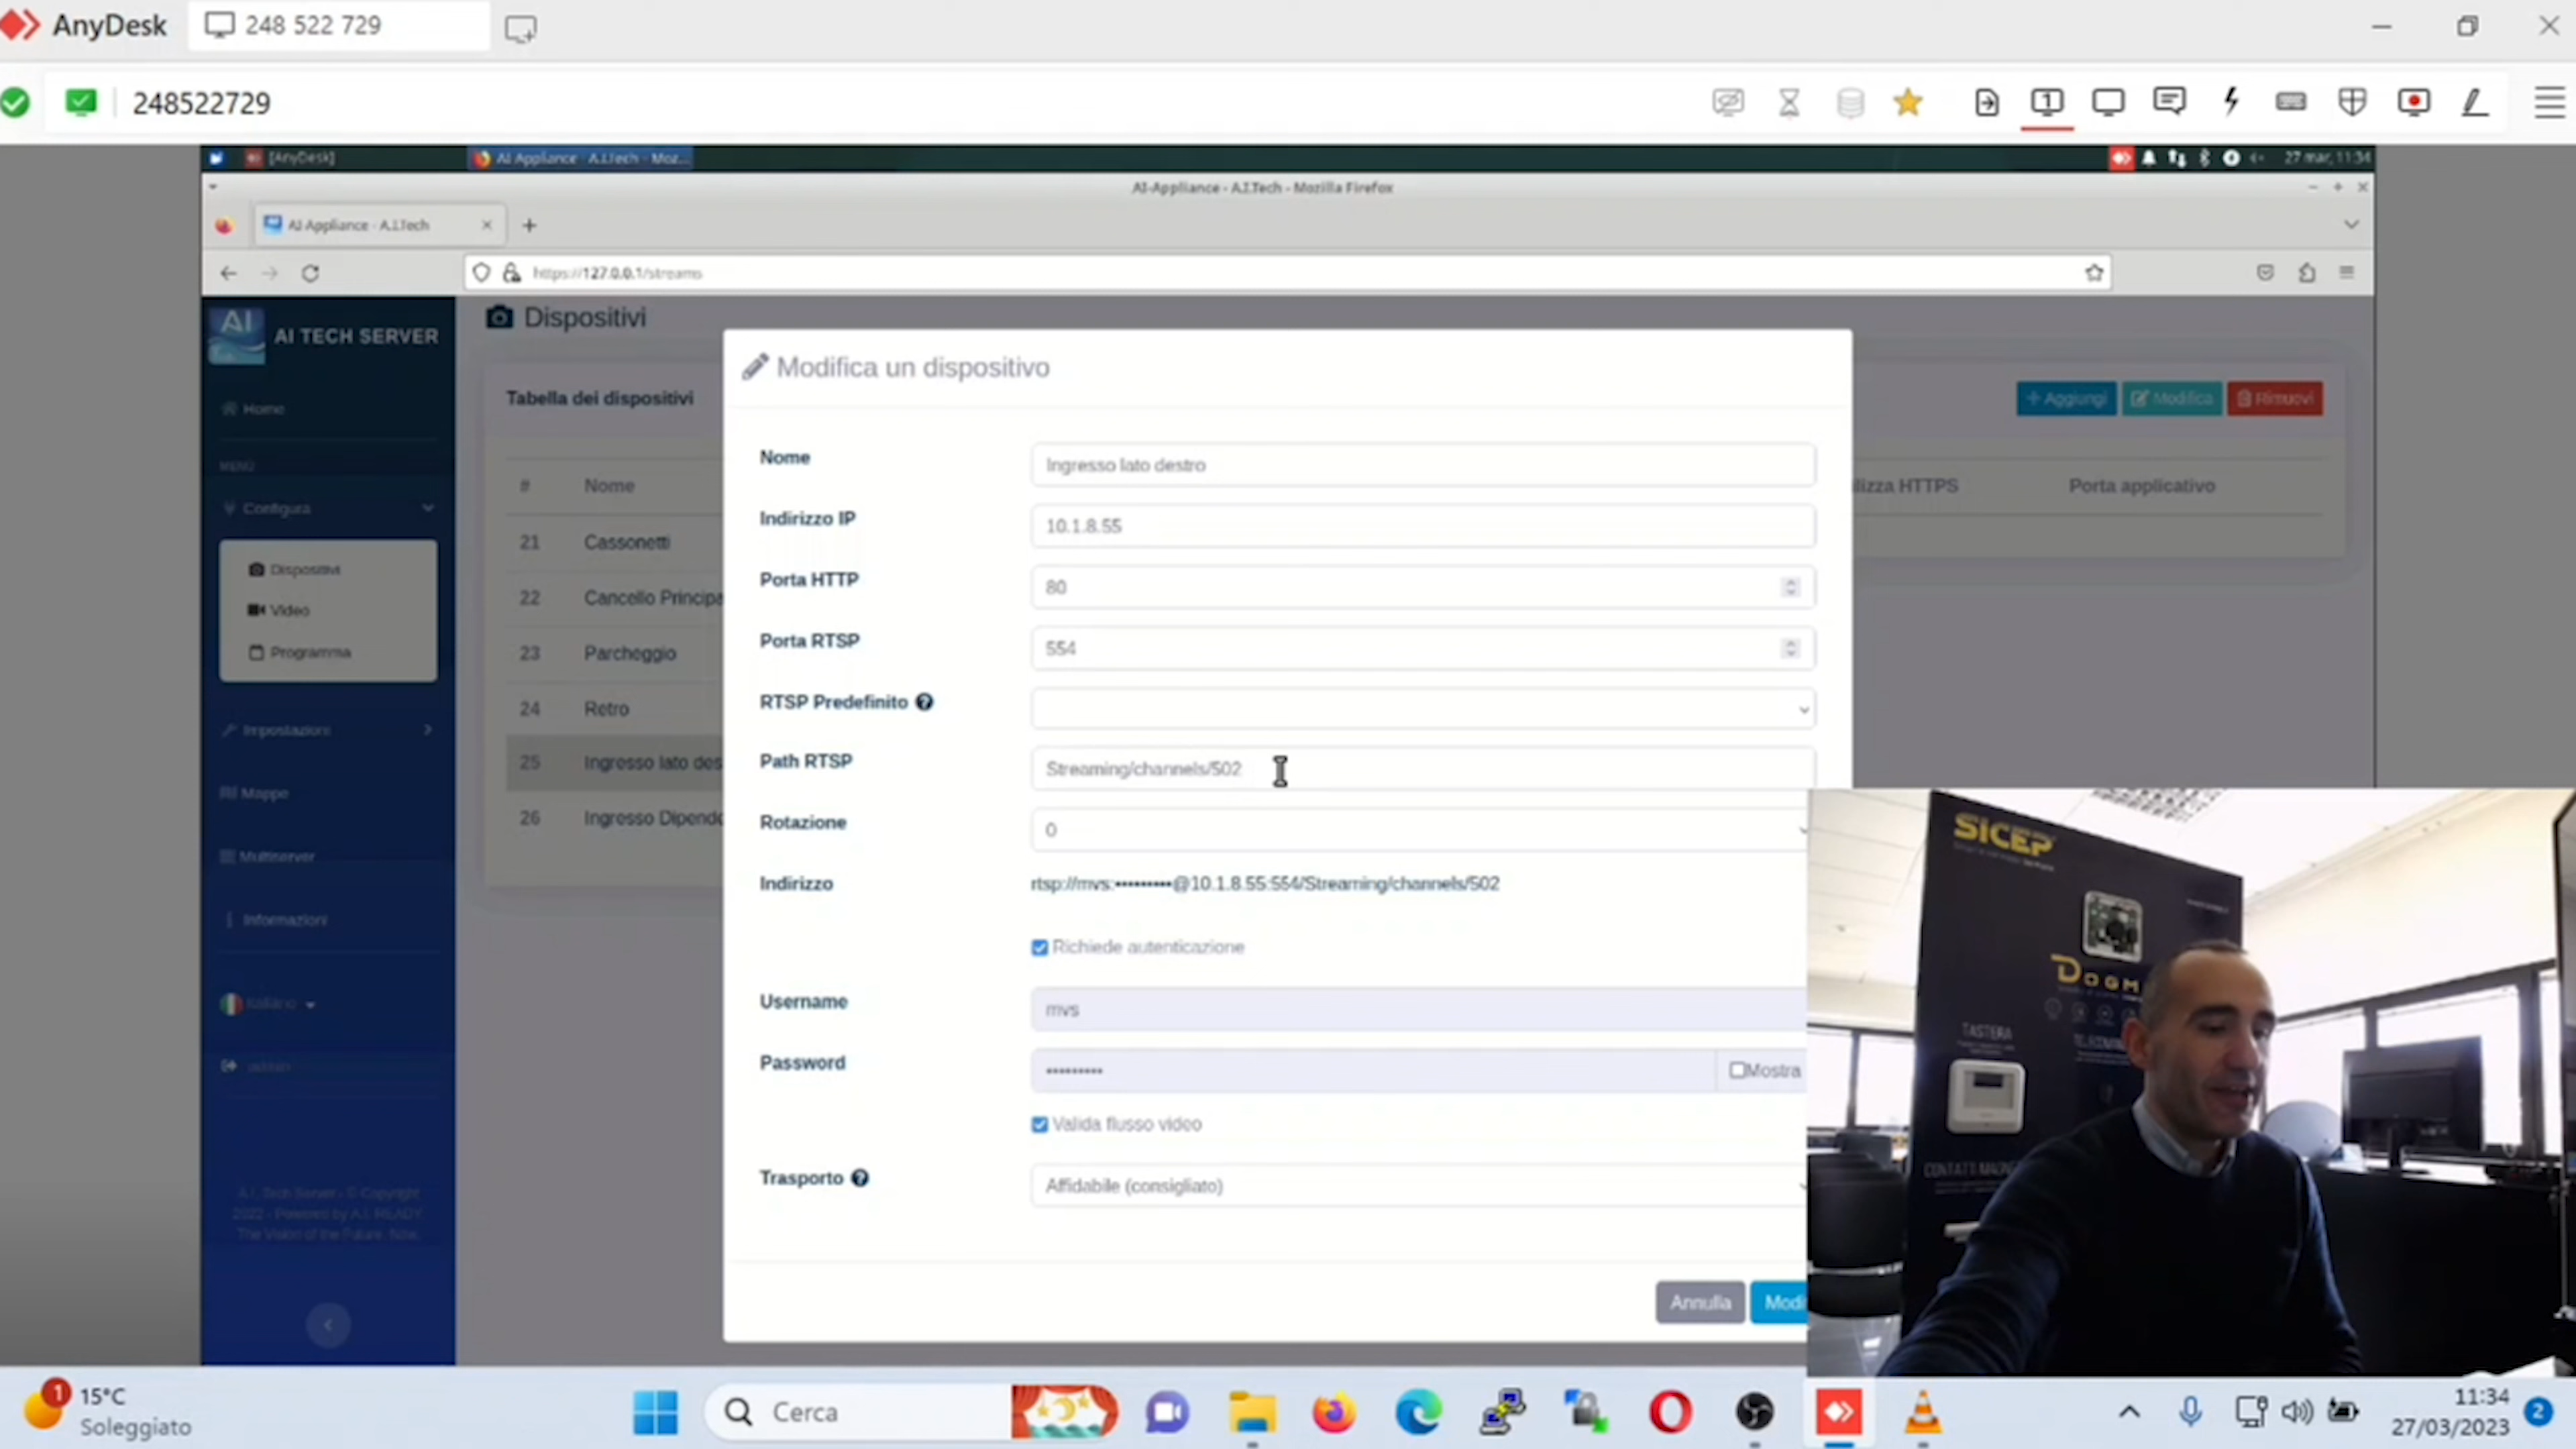 AnyDesk
248 522 729
248522729
[AnyDesk]
AI-Appliance - A.I.Tech - Moz...
27 mar, 11:34
AI-Appliance - A.I.Tech - Mozilla Firefox
AI-Appliance - A.I.Tech
https://127.0.0.1/streams
AI TECH SERVER
Home
MENÙ
Configura
Dispositivi
Video
Programma
Impostazioni
Mappe
Multiserver
Informazioni
Italiano
admin
A.I. Tech Server - © Copyright
2022 - Powered by A.I. READY
The Vision of the Future. Now.
Dispositivi
Tabella dei dispositivi
+ Aggiungi
Modifica
Rimuovi
# Nome
lizza HTTPS
Porta applicativo
21 Cassonetti
22 Cancello Principa
23 Parcheggio
24 Retro
25 Ingresso lato des
26 Ingresso Dipende
Modifica un dispositivo
Nome
Ingresso lato destro
Indirizzo IP
10.1.8.55
Porta HTTP
80
Porta RTSP
554
RTSP Predefinito
Path RTSP
Streaming/channels/502
Rotazione
0
Indirizzo
rtsp://mvs:•••••••••@10.1.8.55:554/Streaming/channels/502
Richiede autenticazione
Username
mvs
Password
•••••••••
Mostra
Valida flusso video
Trasporto
Affidabile (consigliato)
Annulla
Modi
SICEP
DOGM
TASTERA
CONTATTI MAGNE
1
15°C
Soleggiato
Cerca
11:34
27/03/2023
2